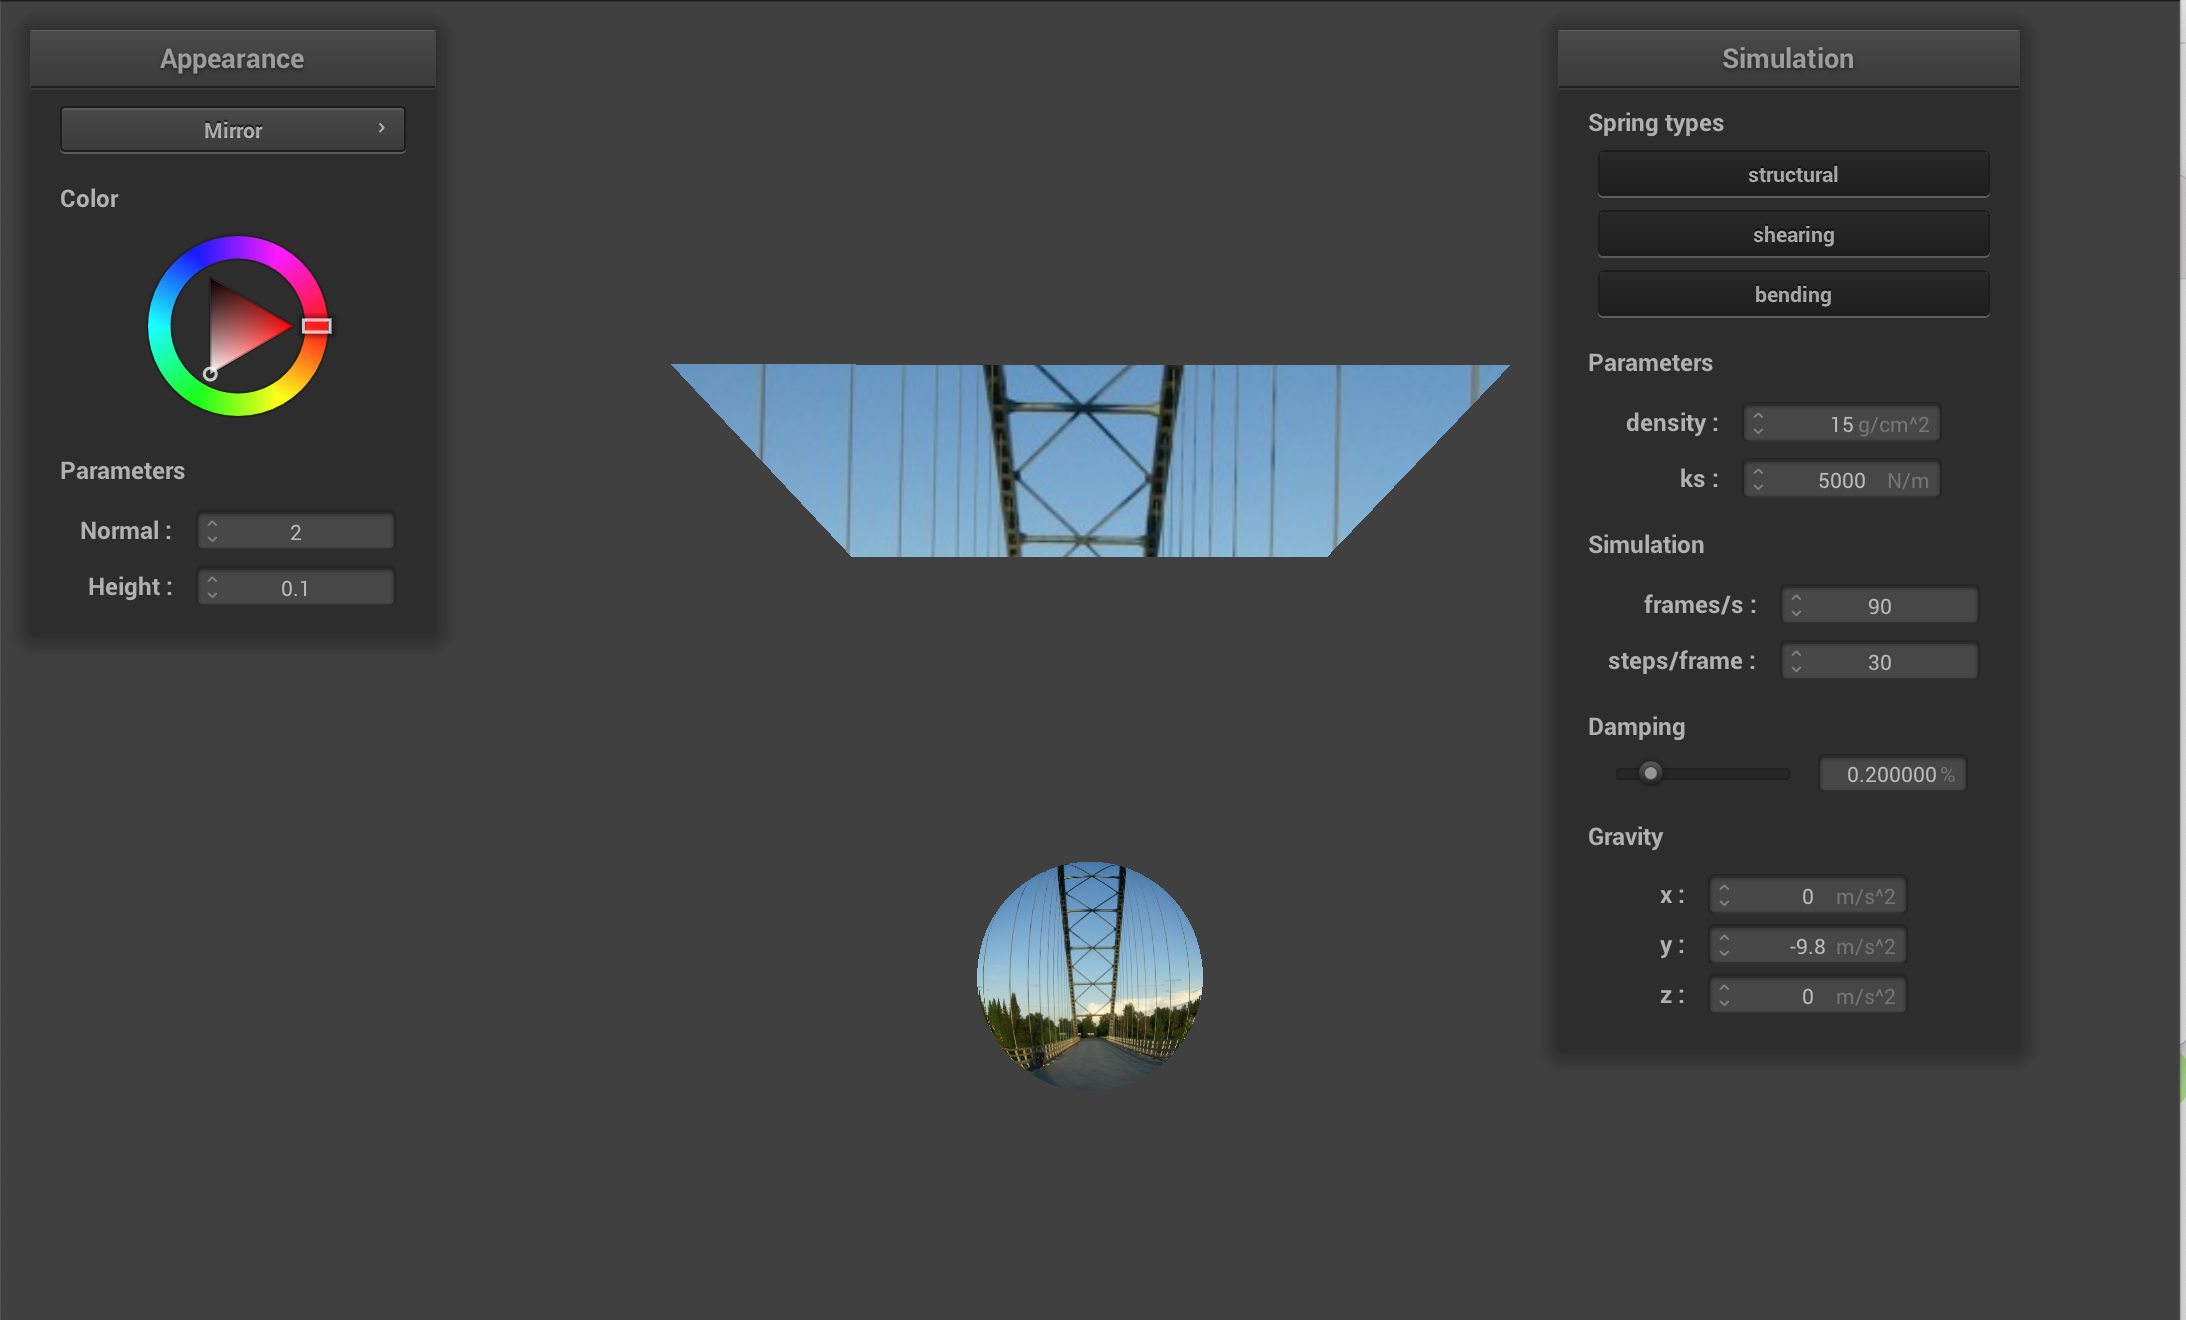 Appearance
Mirror
Color
Parameters
Normal : 2
Height : 0.1
Simulation
Spring types
structural
shearing
bending
Parameters
density : 15 g/cm^2
ks : 5000 N/m
Simulation
frames/s : 90
steps/frame : 30
Damping
0.200000 %
Gravity
x : 0 m/s^2
y : -9.8 m/s^2
z : 0 m/s^2